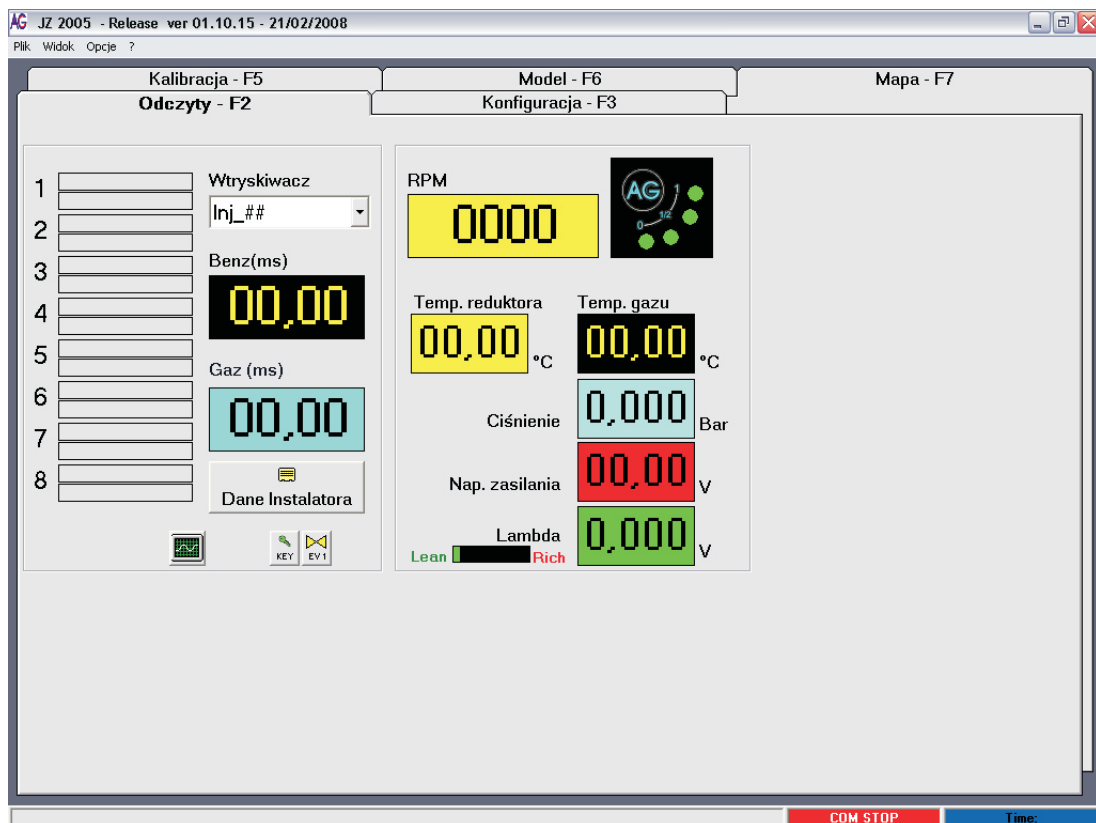 AG JZ 2005 - Release ver 01.10.15 - 21/02/2008
Plik Widok Opcje ?
Kalibracja - F5 Model - F6 Mapa - F7
Odczyty - F2 Konfiguracja - F3
1
2
3
4
5
6
7
8
Wtryskiwacz
Inj_##
Benz(ms)
00,00
Gaz (ms)
00,00
Dane Instalatora
KEY EV1
RPM
0000
AG 1
1/2
0
Temp. reduktora Temp. gazu
00,00 °C 00,00 °C
Ciśnienie 0,000 Bar
Nap. zasilania 00,00 V
Lambda 0,000 V
Lean Rich
COM STOP Time: